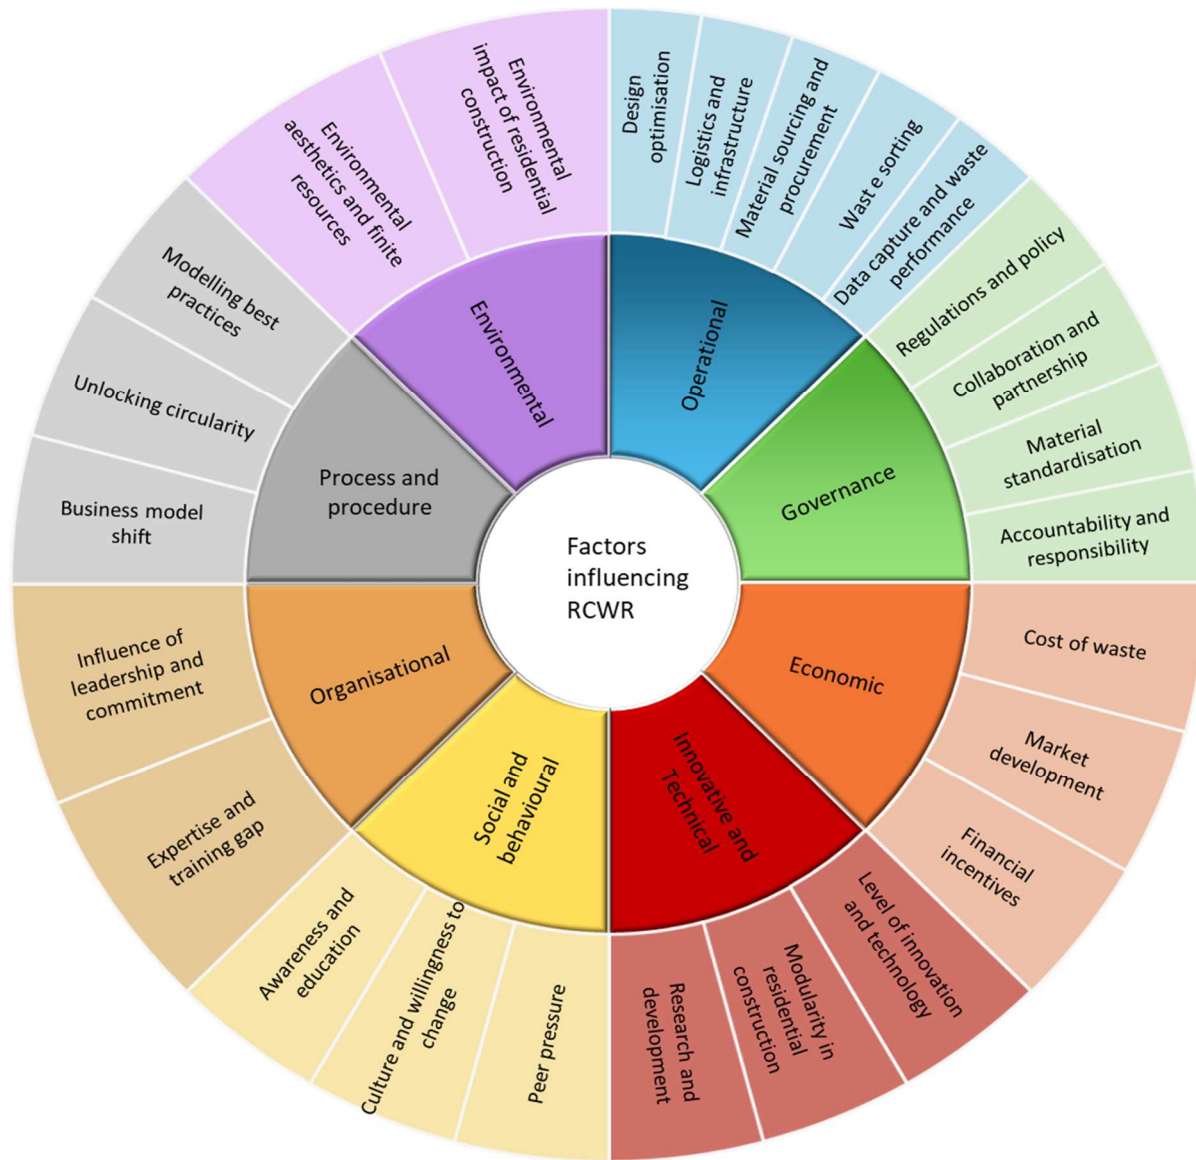 Factors
influencing
RCWR
Operational
Design
optimisation
Logistics and
infrastructure
Material sourcing and
procurement
Wast e sorting
Data capture and waste
performance
Governance
Regulations and policy
Collaboration and
partnership
Material
standardisation
Accountability and
responsibility
Economic
Cost of waste
Market
development
Financial
incentives
Innovative and
Technical
Level of innovation
and technology
Modularity in
residential
construction
Research and
development
Social and
behavioural
Peer pressure
Culture and willingness to
change
Awareness and
education
Organisational
Expertise and
training gap
Influence of
leadership and
commitment
Process and
procedure
Business model
shift
Unlocking circularity
Modelling best
practices
Environmental
Environmental
aesthetics and finite
resources
Environmental
impact of residential
construction